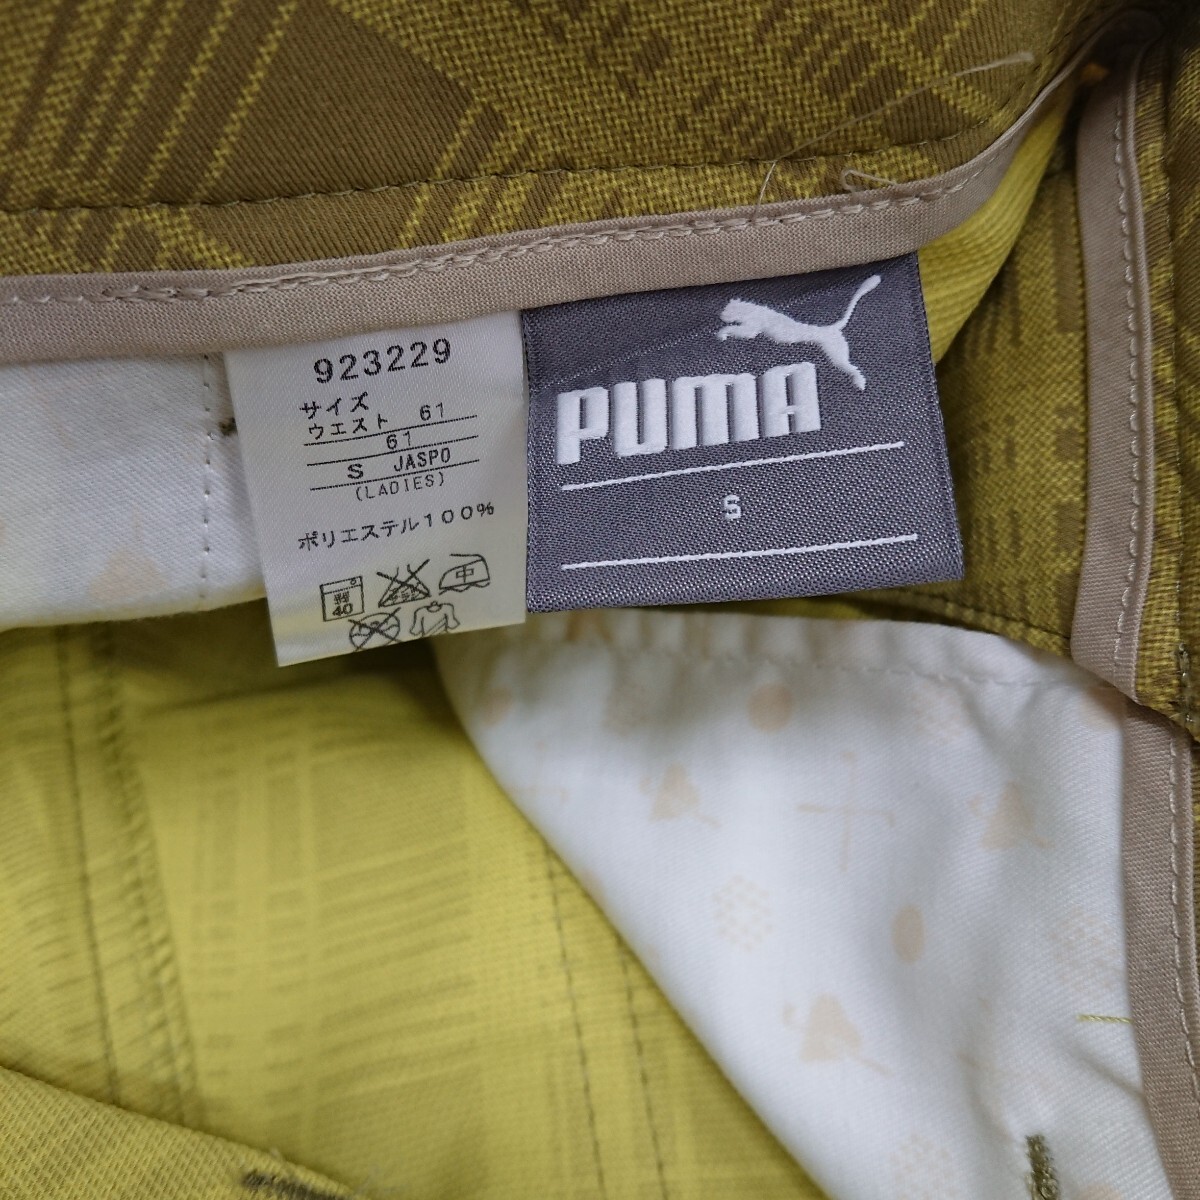 923229
サイズ
ウエスト 61
61
S JASPO
(LADIES)
ポリエステル100%
40
中
PUMA
S